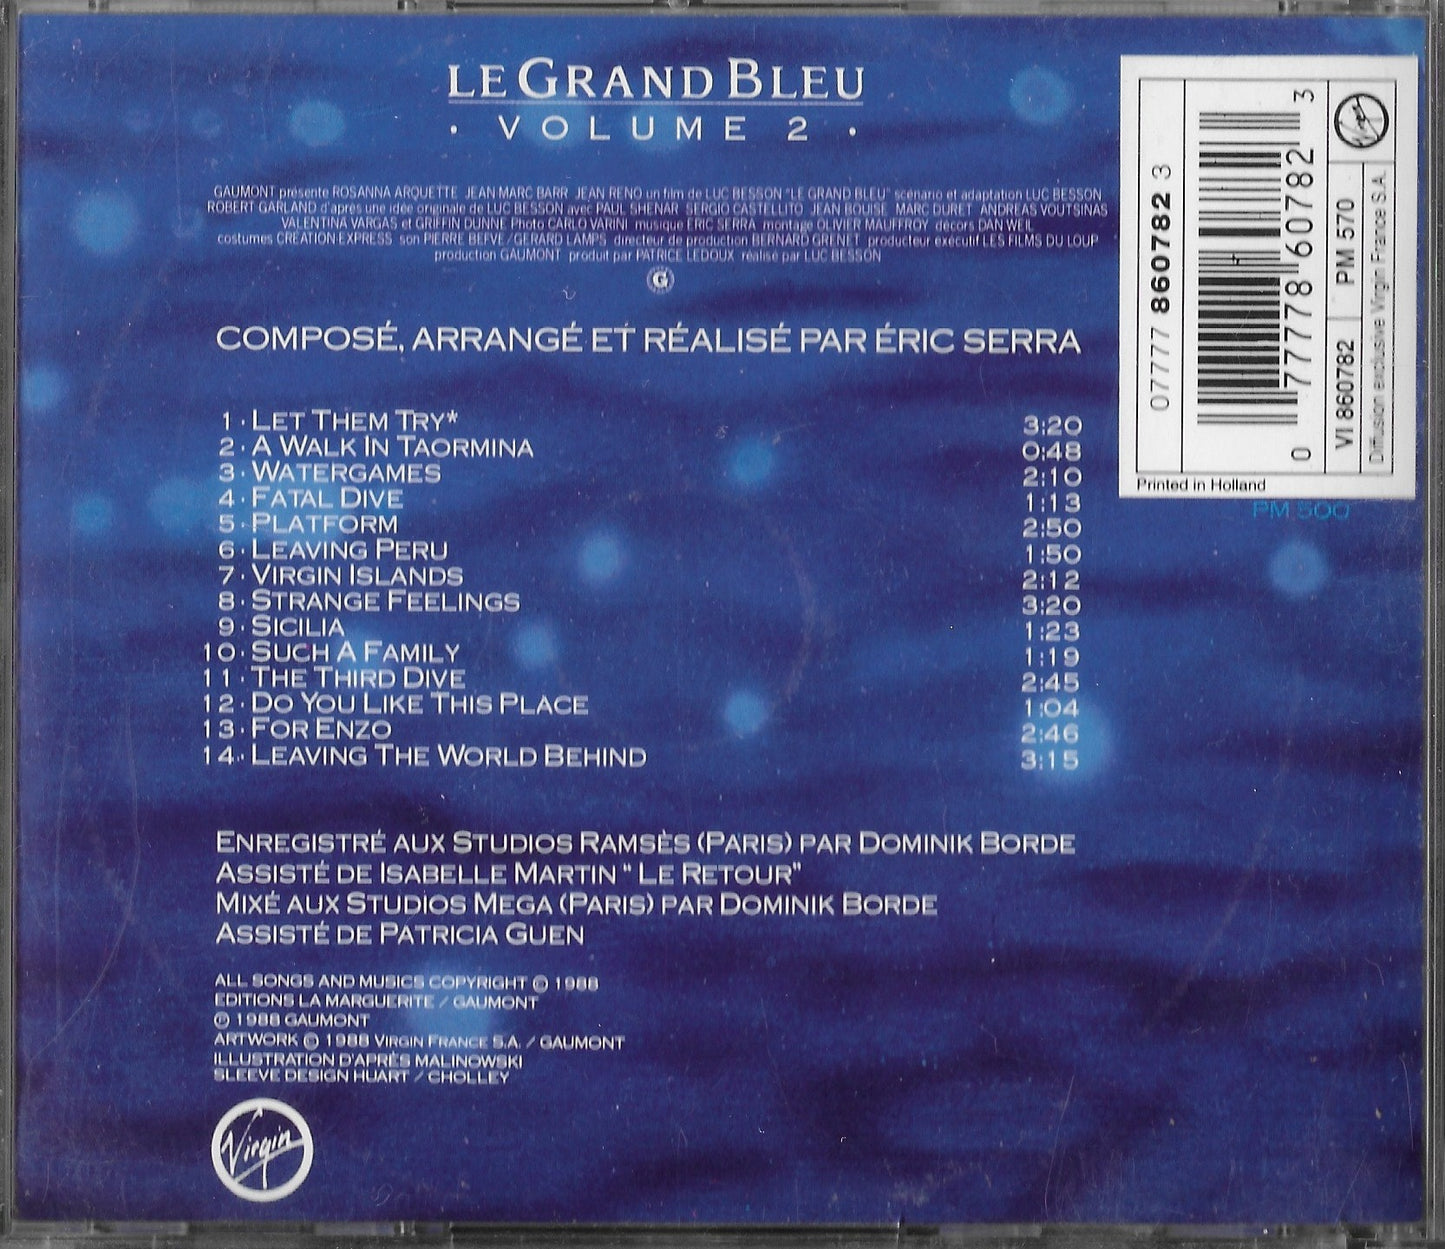 LE GRAND BLEU
· VOLUME 2 ·
GAUMONT présente ROSANNA ARQUETTE JEAN MARC BARR JEAN RENO un film de LUC BESSON "LE GRAND BLEU" scénario et adaptation LUC BESSON
ROBERT GARLAND d'après une idée originale de LUC BESSON avec PAUL SHENAR SERGIO CASTELLITO JEAN BOUISE MARC DURET ANDREAS VOUTSINAS
VALENTINA VARGAS et GRIFFIN DUNNE Photo CARLO VARINI musique ERIC SERRA montage OLIVIER MAUFFROY décors DAN WEIL
costumes CREATION-EXPRESS son PIERRE BEFVE/GERARD LAMPS directeur de production BERNARD GRENET producteur exécutif LES FILMS DU LOUP
production GAUMONT produit par PATRICE LEDOUX réalisé par LUC BESSON
G
COMPOSÉ, ARRANGÉ ET RÉALISÉ PAR ÉRIC SERRA
1 · LET THEM TRY* 3:20
2 · A WALK IN TAORMINA 0:48
3 · WATERGAMES 2:10
4 · FATAL DIVE 1:13
5 · PLATFORM 2:50
6 · LEAVING PERU 1:50
7 · VIRGIN ISLANDS 2:12
8 · STRANGE FEELINGS 3:20
9 · SICILIA 1:23
10 · SUCH A FAMILY 1:19
11 · THE THIRD DIVE 2:45
12 · DO YOU LIKE THIS PLACE 1:04
13 · FOR ENZO 2:46
14 · LEAVING THE WORLD BEHIND 3:15
ENREGISTRÉ AUX STUDIOS RAMSÈS (PARIS) PAR DOMINIK BORDE
ASSISTÉ DE ISABELLE MARTIN "LE RETOUR"
MIXÉ AUX STUDIOS MEGA (PARIS) PAR DOMINIK BORDE
ASSISTÉ DE PATRICIA GUEN
ALL SONGS AND MUSICS COPYRIGHT © 1988
EDITIONS LA MARGUERITE / GAUMONT
℗ 1988 GAUMONT
ARTWORK © 1988 VIRGIN FRANCE S.A. / GAUMONT
ILLUSTRATION D'APRÈS MALINOWSKI
SLEEVE DESIGN HUART / CHOLLEY
Virgin
07777 860782 3
0 77778 60782 3
Virgin
VI 860782 PM 570
Diffusion exclusive Virgin France S.A.
Printed in Holland
PM 500